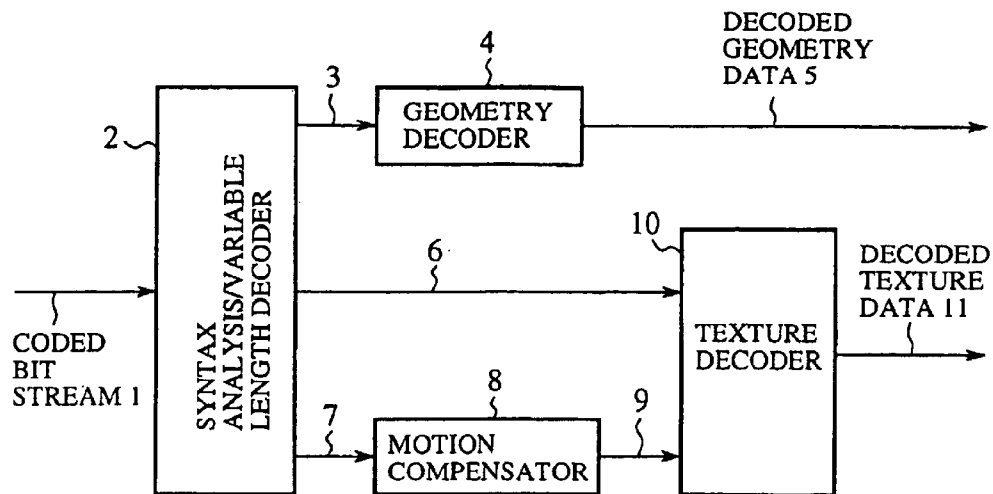 DECODED
GEOMETRY
DATA 5
4
3
GEOMETRY
DECODER
2
SYNTAX
ANALYSIS/VARIABLE
LENGTH DECODER
10
6
DECODED
TEXTURE
DATA 11
CODED
BIT
STREAM 1
TEXTURE
DECODER
8
7
9
MOTION
COMPENSATOR